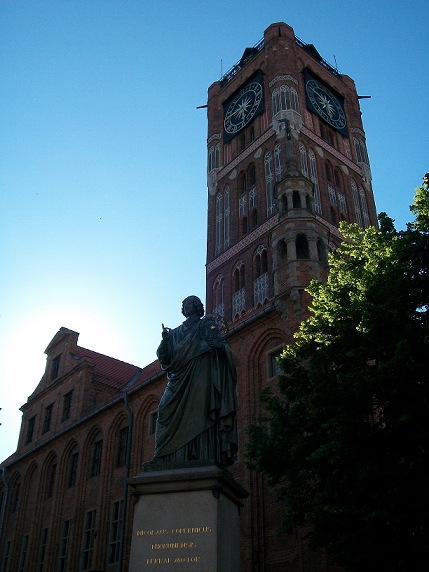 NICOLAUS COPERNICUS
THORUNENSIS
TERRAE MOTOR